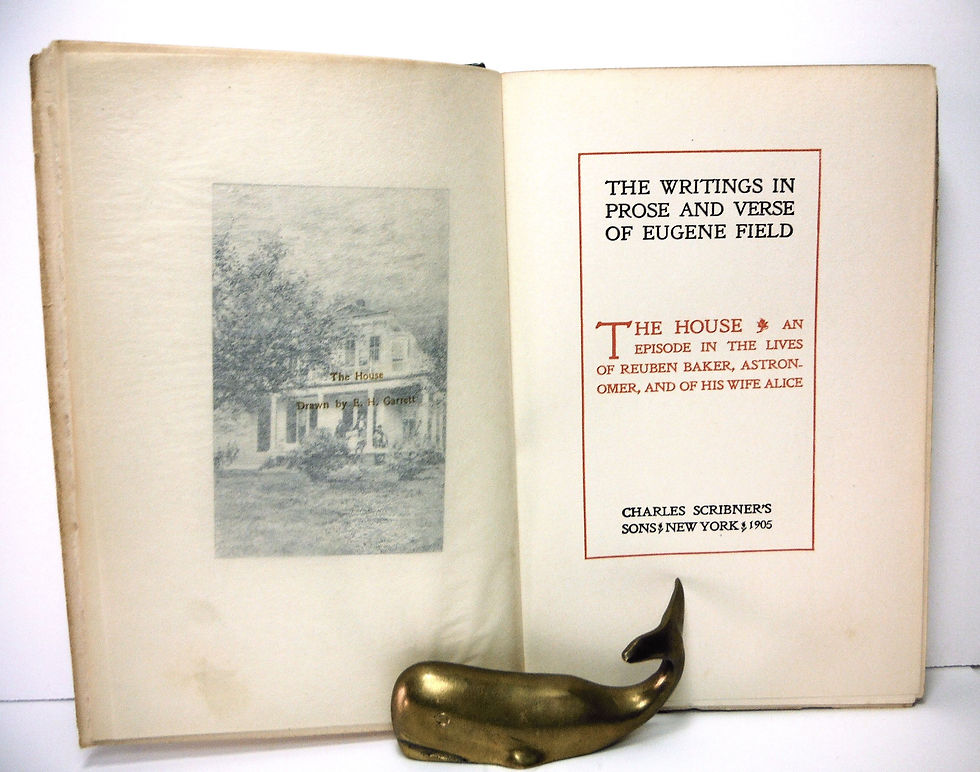 The House
Drawn by E. H. Garrett
THE WRITINGS IN
PROSE AND VERSE
OF EUGENE FIELD
THE HOUSE AN
EPISODE IN THE LIVES
OF REUBEN BAKER, ASTRON-
OMER, AND OF HIS WIFE ALICE
CHARLES SCRIBNER'S
SONS NEW YORK 1905